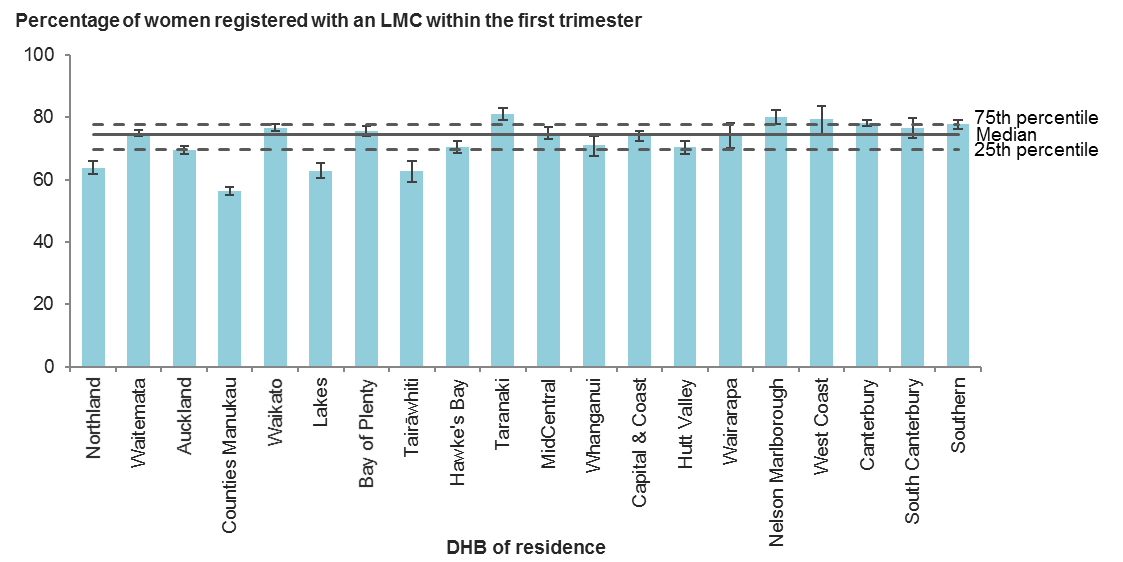 Percentage of women registered with an LMC within the first trimester
100
80
60
40
20
0
75th percentile
Median
25th percentile
Northland
Waitemata
Auckland
Counties Manukau
Waikato
Lakes
Bay of Plenty
Tairāwhiti
Hawke's Bay
Taranaki
MidCentral
Whanganui
Capital & Coast
Hutt Valley
Wairarapa
Nelson Marlborough
West Coast
Canterbury
South Canterbury
Southern
DHB of residence